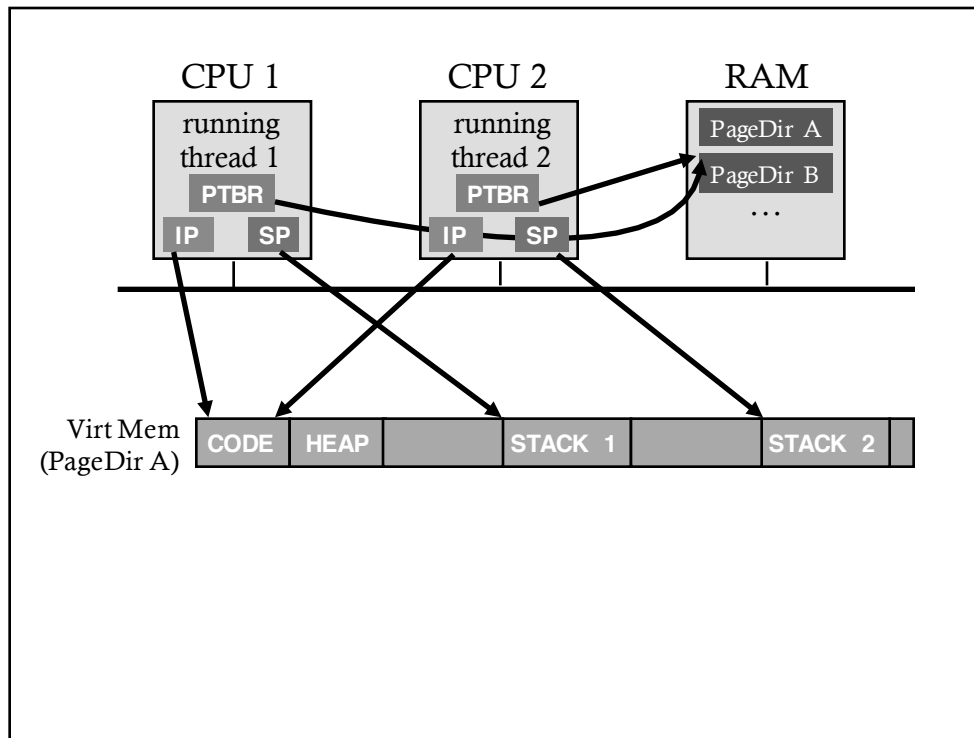 CPU 1
CPU 2
RAM
running
thread 1
PTBR
IP
SP
running
thread 2
PTBR
IP
SP
PageDir A
PageDir B
...
Virt Mem
(PageDir A)
CODE
HEAP
STACK 1
STACK 2